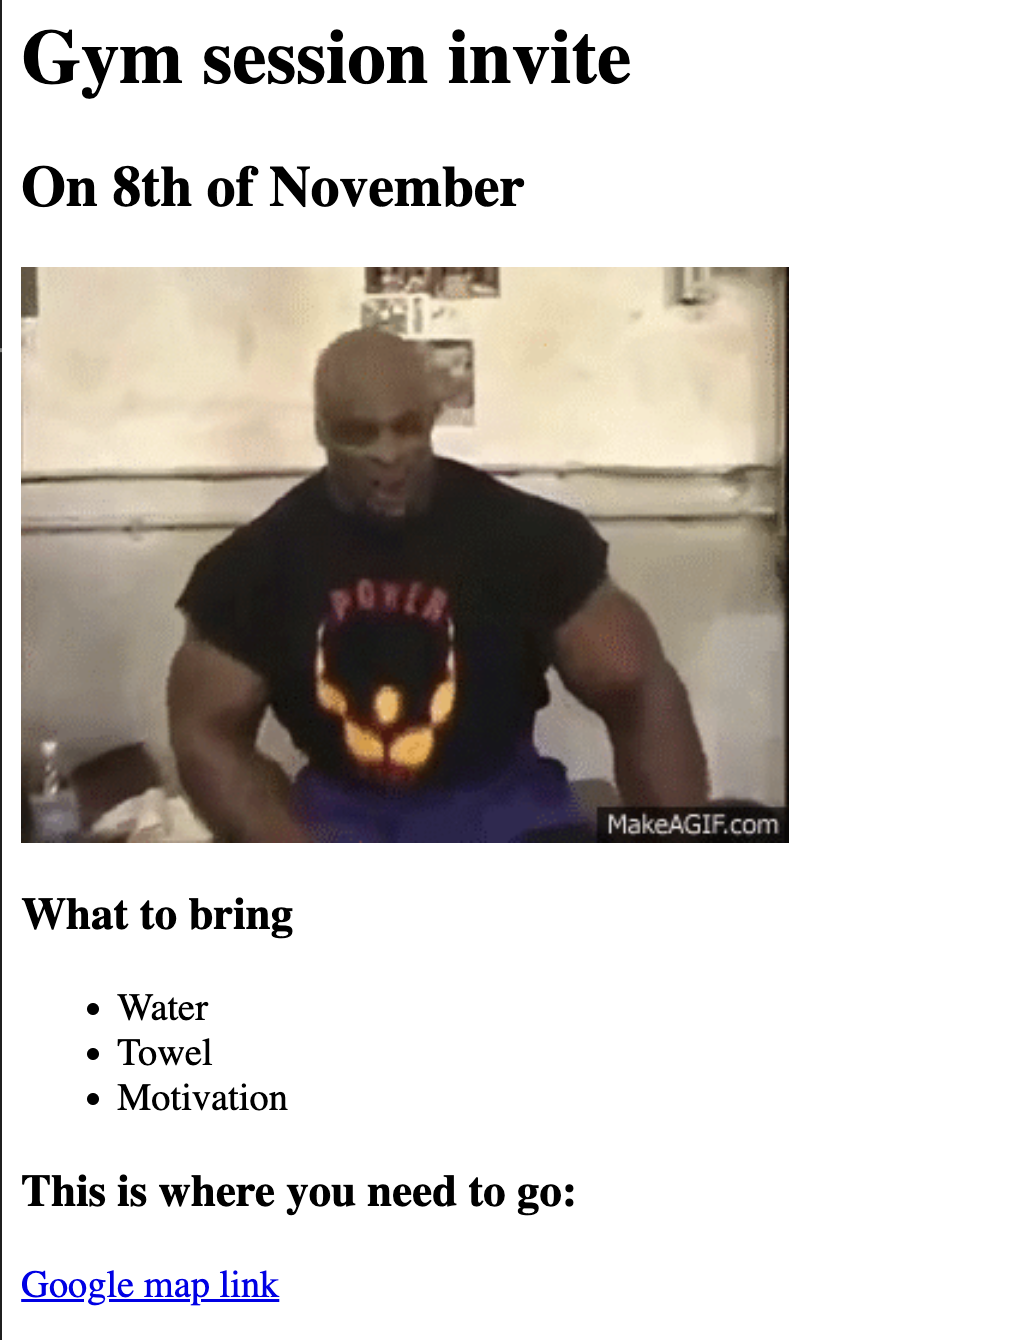 Gym session invite
On 8th of November
POWER
MakeAGIF.com
What to bring
Water
Towel
Motivation
This is where you need to go:
Google map link